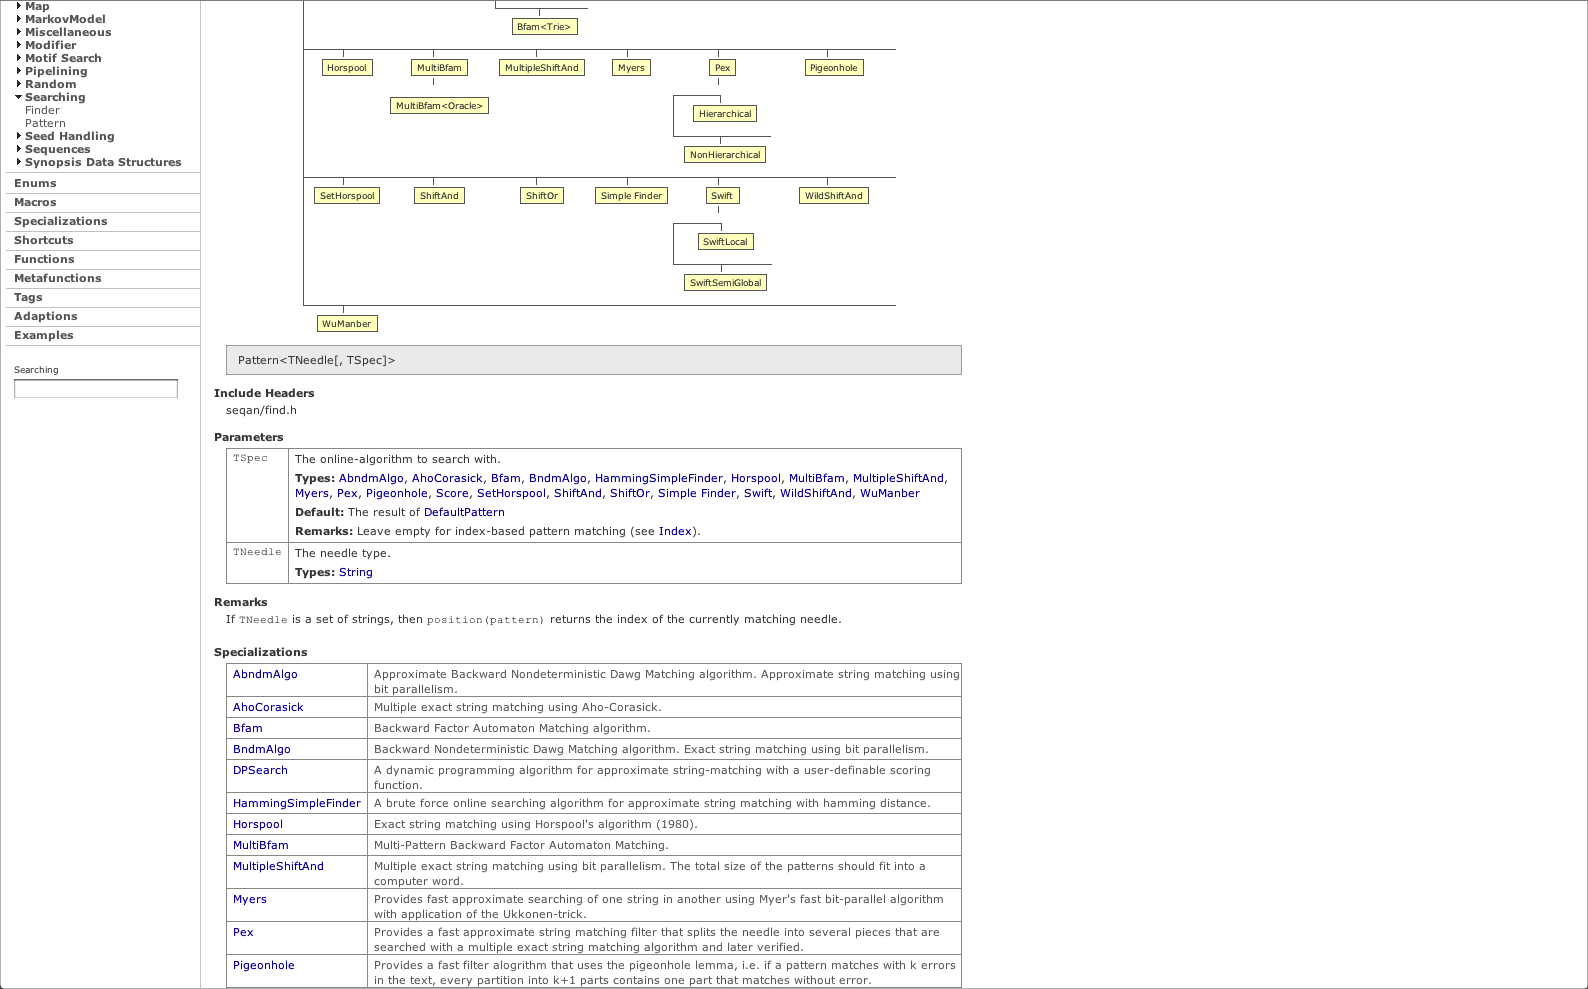 Map
MarkovModel
Miscellaneous
Modifier
Motif Search
Pipelining
Random
Searching
Finder
Pattern
Seed Handling
Sequences
Synopsis Data Structures
Enums
Macros
Specializations
Shortcuts
Functions
Metafunctions
Tags
Adaptions
Examples
Searching
Bfam<Trie>
Horspool MultiBfam MultipleShiftAnd Myers Pex Pigeonhole
MultiBfam<Oracle>
Hierarchical
NonHierarchical
SetHorspool ShiftAnd ShiftOr Simple Finder Swift WildShiftAnd
SwiftLocal
SwiftSemiGlobal
WuManber
Pattern<TNeedle[, TSpec]>
Include Headers
seqan/find.h
Parameters
TSpec The online-algorithm to search with.
Types: AbndmAlgo, AhoCorasick, Bfam, BndmAlgo, HammingSimpleFinder, Horspool, MultiBfam, MultipleShiftAnd,
Myers, Pex, Pigeonhole, Score, SetHorspool, ShiftAnd, ShiftOr, Simple Finder, Swift, WildShiftAnd, WuManber
Default: The result of DefaultPattern
Remarks: Leave empty for index-based pattern matching (see Index).
TNeedle The needle type.
Types: String
Remarks
If TNeedle is a set of strings, then position(pattern) returns the index of the currently matching needle.
Specializations
AbndmAlgo Approximate Backward Nondeterministic Dawg Matching algorithm. Approximate string matching using
bit parallelism.
AhoCorasick Multiple exact string matching using Aho-Corasick.
Bfam Backward Factor Automaton Matching algorithm.
BndmAlgo Backward Nondeterministic Dawg Matching algorithm. Exact string matching using bit parallelism.
DPSearch A dynamic programming algorithm for approximate string-matching with a user-definable scoring
function.
HammingSimpleFinder A brute force online searching algorithm for approximate string matching with hamming distance.
Horspool Exact string matching using Horspool's algorithm (1980).
MultiBfam Multi-Pattern Backward Factor Automaton Matching.
MultipleShiftAnd Multiple exact string matching using bit parallelism. The total size of the patterns should fit into a
computer word.
Myers Provides fast approximate searching of one string in another using Myer's fast bit-parallel algorithm
with application of the Ukkonen-trick.
Pex Provides a fast approximate string matching filter that splits the needle into several pieces that are
searched with a multiple exact string matching algorithm and later verified.
Pigeonhole Provides a fast filter alogrithm that uses the pigeonhole lemma, i.e. if a pattern matches with k errors
in the text, every partition into k+1 parts contains one part that matches without error.